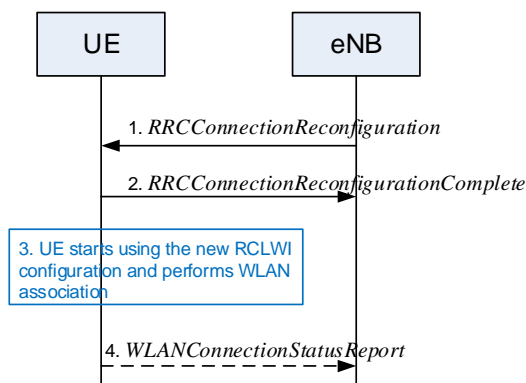 UE
eNB
1. RRCConnectionReconfiguration
2. RRCConnectionReconfigurationComplete
3. UE starts using the new RCLWI
configuration and performs WLAN
association
4. WLANConnectionStatusReport